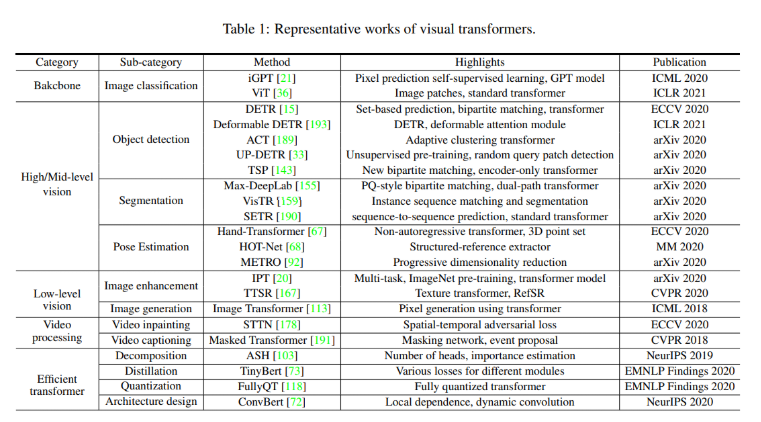 Table 1: Representative works of visual transformers.
Category Sub-category Method Highlights Publication
Bakcbone Image classification iGPT [21] Pixel prediction self-supervised learning, GPT model ICML 2020
ViT [36] Image patches, standard transformer ICLR 2021
High/Mid-level vision Object detection DETR [15] Set-based prediction, bipartite matching, transformer ECCV 2020
Deformable DETR [193] DETR, deformable attention module ICLR 2021
ACT [189] Adaptive clustering transformer arXiv 2020
UP-DETR [33] Unsupervised pre-training, random query patch detection arXiv 2020
TSP [143] New bipartite matching, encoder-only transformer arXiv 2020
Segmentation Max-DeepLab [155] PQ-style bipartite matching, dual-path transformer arXiv 2020
VisTR [159] Instance sequence matching and segmentation arXiv 2020
SETR [190] sequence-to-sequence prediction, standard transformer arXiv 2020
Pose Estimation Hand-Transformer [67] Non-autoregressive transformer, 3D point set ECCV 2020
HOT-Net [68] Structured-reference extractor MM 2020
METRO [92] Progressive dimensionality reduction arXiv 2020
Low-level vision Image enhancement IPT [20] Multi-task, ImageNet pre-training, transformer model arXiv 2020
TTSR [167] Texture transformer, RefSR CVPR 2020
Image generation Image Transformer [113] Pixel generation using transformer ICML 2018
Video processing Video inpainting STTN [178] Spatial-temporal adversarial loss ECCV 2020
Video captioning Masked Transformer [191] Masking network, event proposal CVPR 2018
Efficient transformer Decomposition ASH [103] Number of heads, importance estimation NeurIPS 2019
Distillation TinyBert [73] Various losses for different modules EMNLP Findings 2020
Quantization FullyQT [118] Fully quantized transformer EMNLP Findings 2020
Architecture design ConvBert [72] Local dependence, dynamic convolution NeurIPS 2020